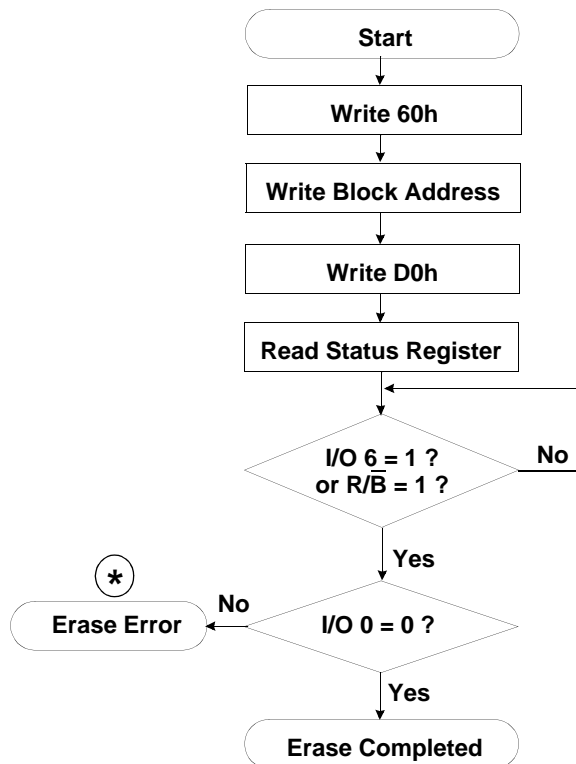 Start
Write 60h
Write Block Address
Write D0h
Read Status Register
I/O 6 = 1 ?
or R/B̅ = 1 ?
No
Yes
*
No
Erase Error
I/O 0 = 0 ?
Yes
Erase Completed